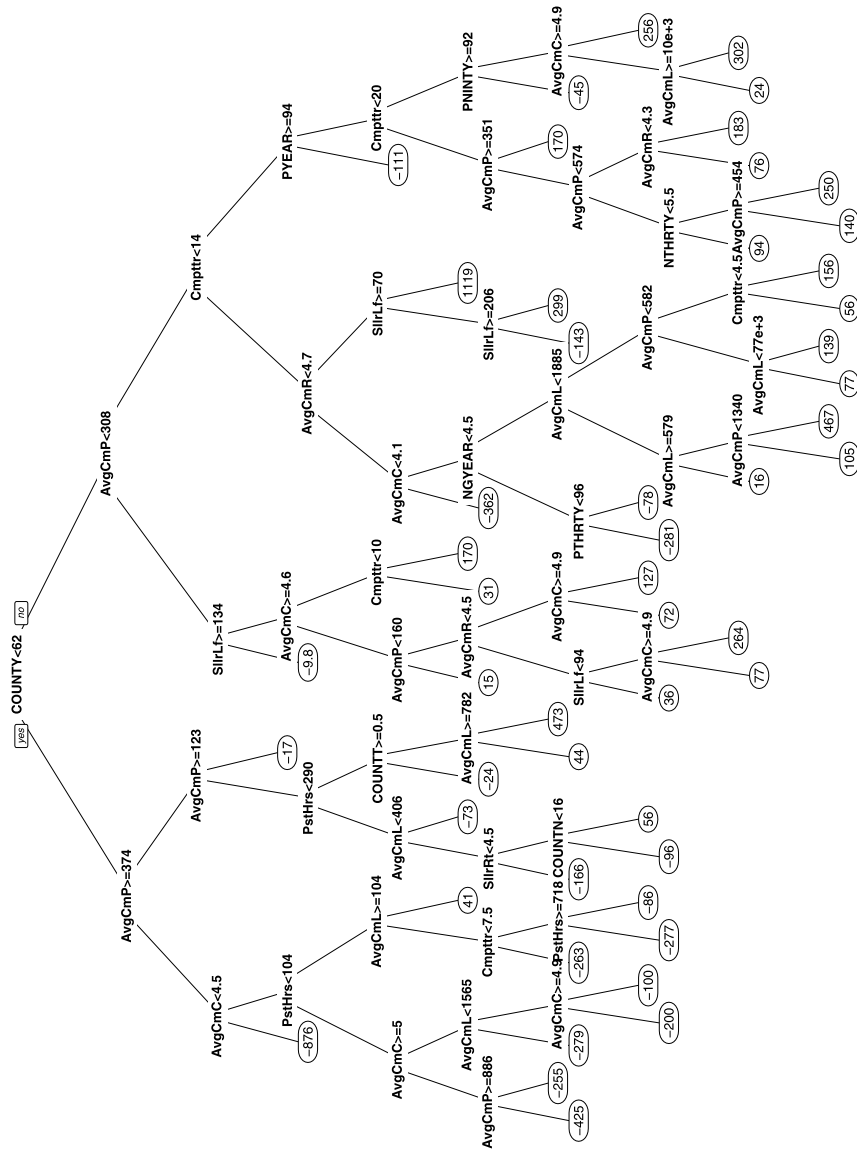 COUNTY<62
yes
no
AvgCmP<308
AvgCmP>=374
AvgCmP>=123
Cmpttr<14
AvgCmC<4.5
SllrLf>=134
PstHrs<104
−17
AvgCmC>=4.6
PYEAR>=94
−876
PstHrs<290
−9.8
AvgCmR<4.7
AvgCmL>=104
COUNTT>=0.5
Cmpttr<10
SllrLf>=70
Cmpttr<20
AvgCmC>=5
AvgCmL<406
AvgCmP<160
AvgCmC<4.1
−111
AvgCmL<1565
41
−73
AvgCmL>=782
AvgCmR<4.5
170
NGYEAR<4.5
1119
PNINTY>=92
AvgCmP>=886
Cmpttr<7.5
SllrRt<4.5
−24
15
31
−362
SllrLf>=206
AvgCmP>=351
−255
AvgCmC>=4.9
PstHrs>=718
COUNTN<16
473
AvgCmC>=4.9
AvgCmL<1885
299
170
AvgCmC>=4.9
−425
−279
−263
−166
44
SllrLf<94
PTHRTY<96
−143
AvgCmP<574
−45
−100
−86
56
AvgCmC>=4.9
127
−78
AvgCmP<582
AvgCmR<4.3
256
−200
−277
−96
36
72
−281
AvgCmL>=579
NTHRTY<5.5
AvgCmL>=10e+3
264
AvgCmP<1340
Cmpttr<4.5
AvgCmP>=454
183
302
77
16
AvgCmL<77e+3
94
76
24
467
139
156
250
105
77
56
140